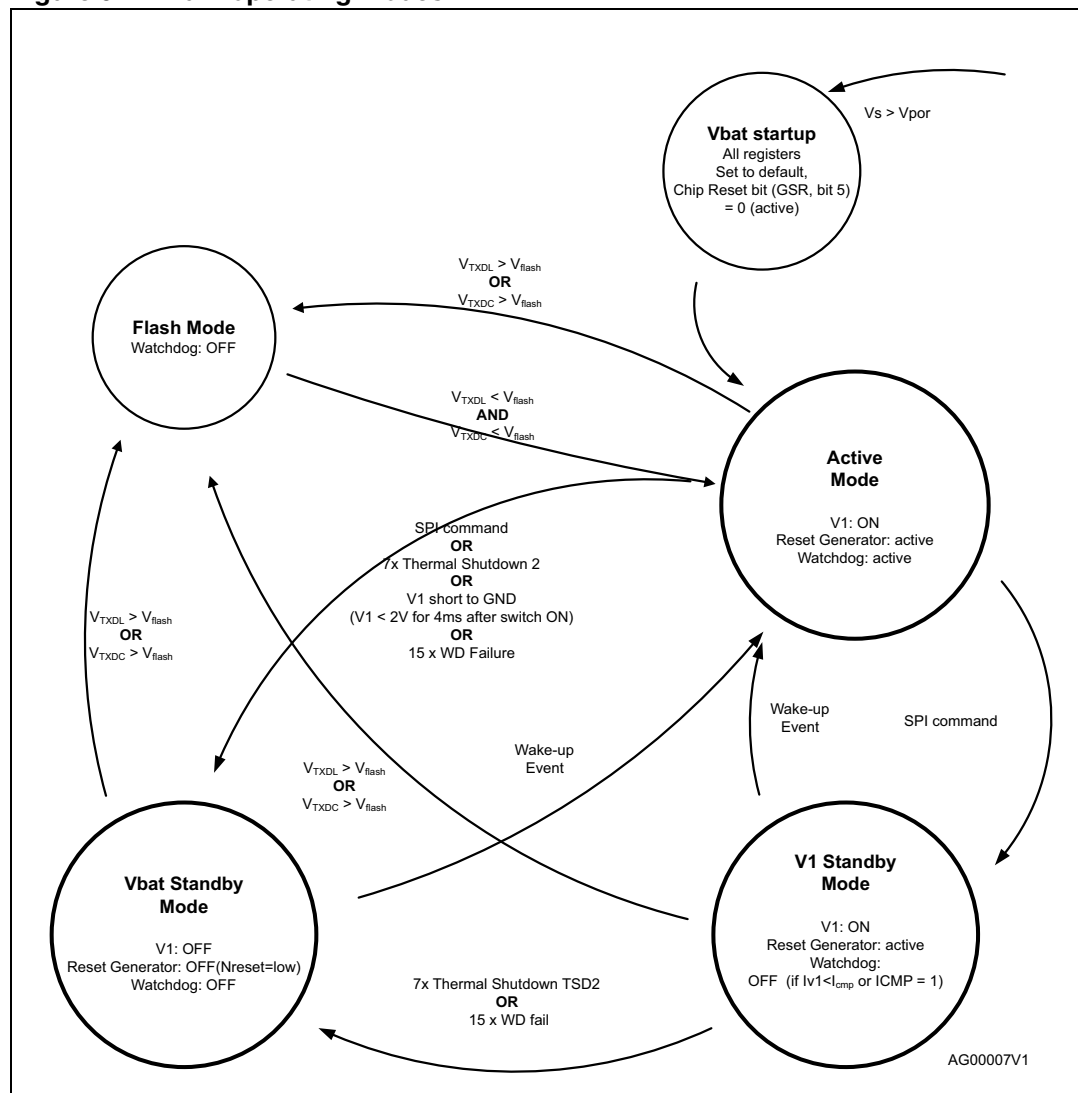 Vs > Vpor
Vbat startup
All registers
Set to default,
Chip Reset bit (GSR, bit 5)
= 0 (active)
VTXDL > Vflash
OR
VTXDC > Vflash
Flash Mode
Watchdog: OFF
VTXDL < Vflash
AND
VTXDC < Vflash
Active
Mode
V1: ON
Reset Generator: active
Watchdog: active
SPI command
OR
7x Thermal Shutdown 2
OR
V1 short to GND
(V1 < 2V for 4ms after switch ON)
OR
15 x WD Failure
VTXDL > Vflash
OR
VTXDC > Vflash
Wake-up
Event
SPI command
Wake-up
Event
VTXDL > Vflash
OR
VTXDC > Vflash
Vbat Standby
Mode
V1: OFF
Reset Generator: OFF(Nreset=low)
Watchdog: OFF
V1 Standby
Mode
V1: ON
Reset Generator: active
Watchdog:
OFF (if Iv1<Icmp or ICMP = 1)
7x Thermal Shutdown TSD2
OR
15 x WD fail
AG00007V1